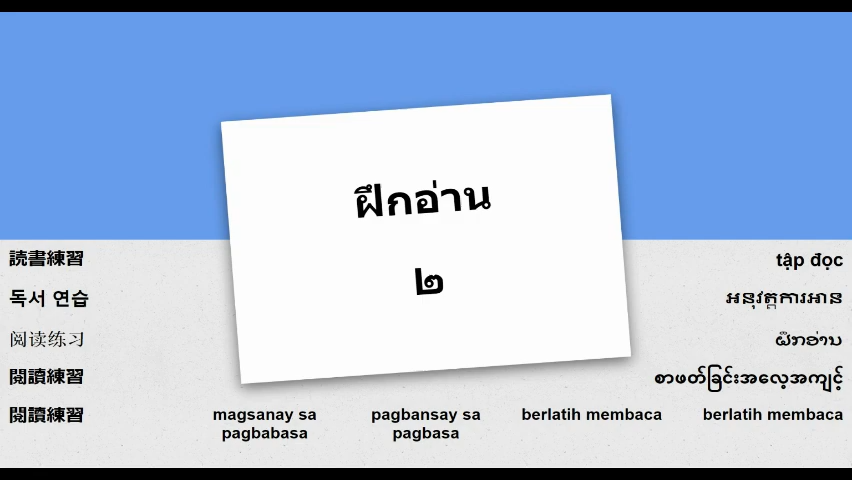 ฝึกอ่าน
๒
読書練習
독서 연습
阅读练习
閱讀練習
閱讀練習
tập đọc
អនុវត្តការអាន
ຝຶກອ່ານ
စာဖတ်ခြင်းအလေ့အကျင့်
magsanay sa
pagbabasa
pagbansay sa
pagbasa
berlatih membaca
berlatih membaca